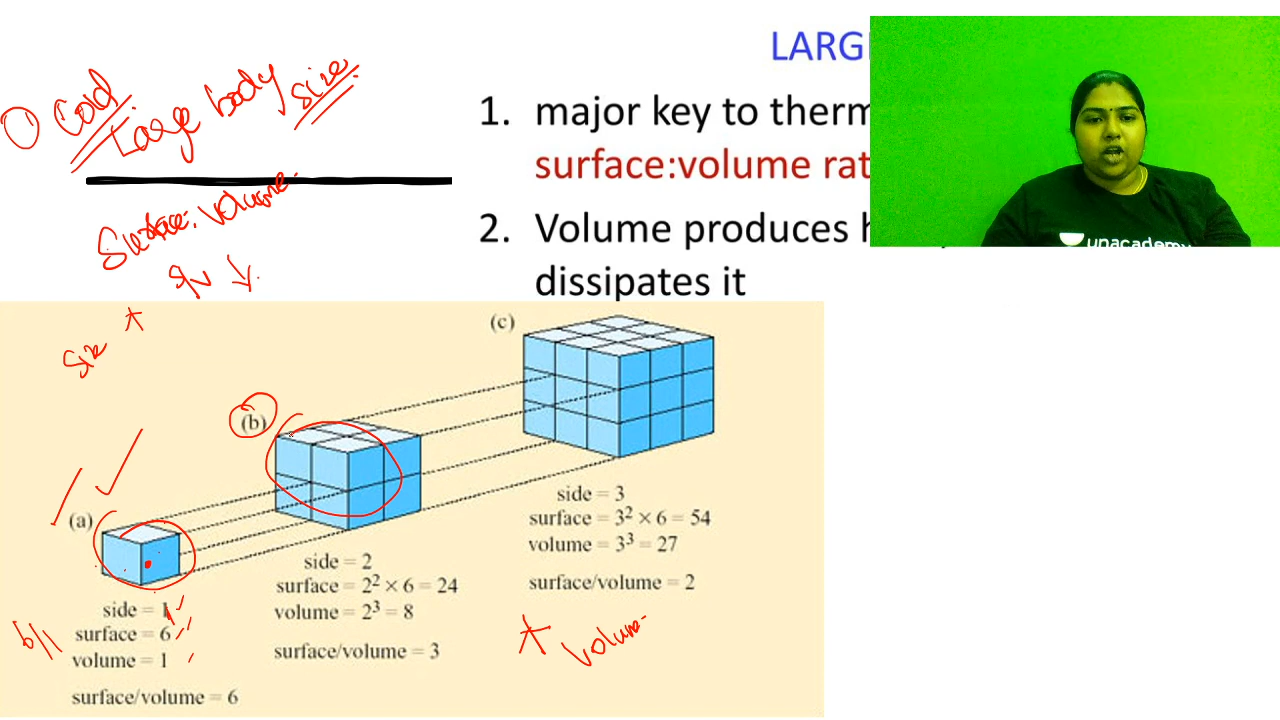 LARG
1. major key to therm
surface:volume rat
2. Volume produces h
dissipates it
Cold
Large body size
Surface: volume.
S/V ↓
Size ↑
(a)
side = 1
surface = 6
volume = 1
surface/volume = 6
6/1
(b)
side = 2
surface = 2² × 6 = 24
volume = 2³ = 8
surface/volume = 3
(c)
side = 3
surface = 3² × 6 = 54
volume = 3³ = 27
surface/volume = 2
↑ Volume
unacademy